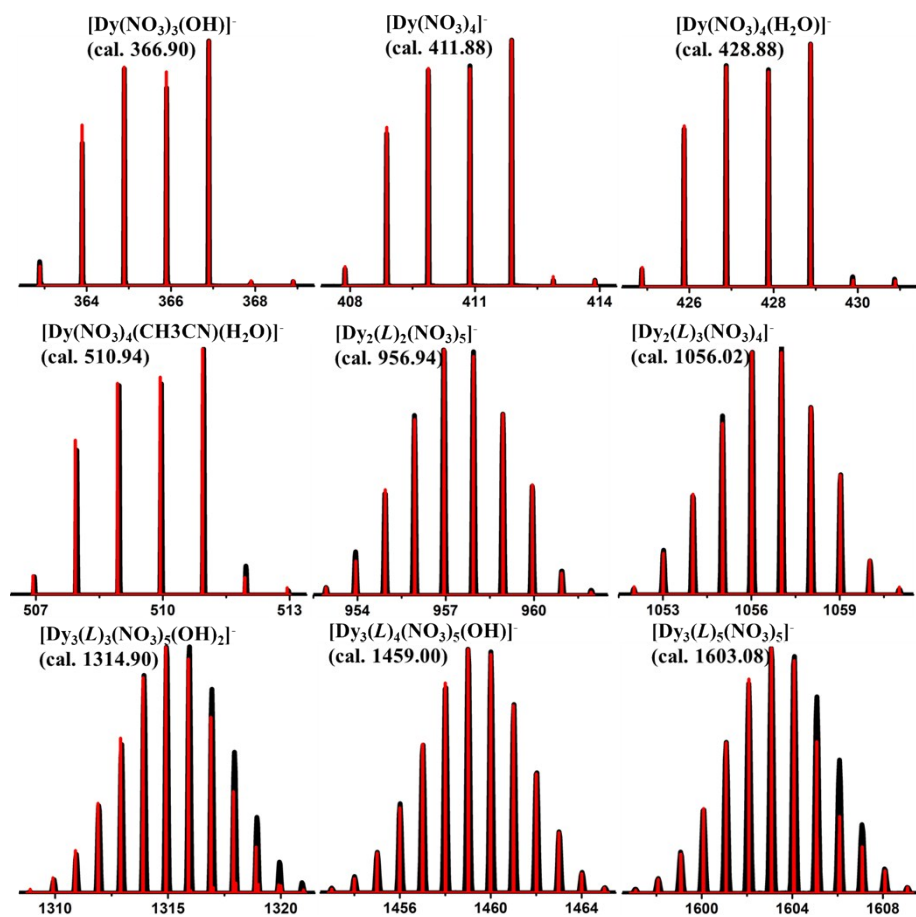 [Dy(NO₃)₃(OH)]⁻
(cal. 366.90)
[Dy(NO₃)₄]⁻
(cal. 411.88)
[Dy(NO₃)₄(H₂O)]⁻
(cal. 428.88)
364 366 368
408 411 414
426 428 430
[Dy(NO₃)₄(CH3CN)(H₂O)]⁻
(cal. 510.94)
[Dy₂(L)₂(NO₃)₅]⁻
(cal. 956.94)
[Dy₂(L)₃(NO₃)₄]⁻
(cal. 1056.02)
507 510 513
954 957 960
1053 1056 1059
[Dy₃(L)₃(NO₃)₅(OH)₂]⁻
(cal. 1314.90)
[Dy₃(L)₄(NO₃)₅(OH)]⁻
(cal. 1459.00)
[Dy₃(L)₅(NO₃)₅]⁻
(cal. 1603.08)
1310 1315 1320
1456 1460 1464
1600 1604 1608